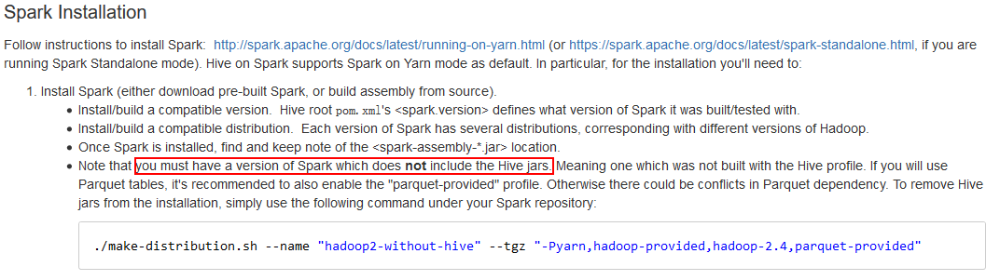 Spark Installation
Follow instructions to install Spark:  http://spark.apache.org/docs/latest/running-on-yarn.html (or https://spark.apache.org/docs/latest/spark-standalone.html, if you are
running Spark Standalone mode). Hive on Spark supports Spark on Yarn mode as default. In particular, for the installation you'll need to:
1. Install Spark (either download pre-built Spark, or build assembly from source).
• Install/build a compatible version.  Hive root pom.xml's <spark.version> defines what version of Spark it was built/tested with.
• Install/build a compatible distribution.  Each version of Spark has several distributions, corresponding with different versions of Hadoop.
• Once Spark is installed, find and keep note of the <spark-assembly-*.jar> location.
• Note that you must have a version of Spark which does not include the Hive jars. Meaning one which was not built with the Hive profile. If you will use
Parquet tables, it's recommended to also enable the "parquet-provided" profile. Otherwise there could be conflicts in Parquet dependency. To remove Hive
jars from the installation, simply use the following command under your Spark repository:
./make-distribution.sh --name "hadoop2-without-hive" --tgz "-Pyarn,hadoop-provided,hadoop-2.4,parquet-provided"